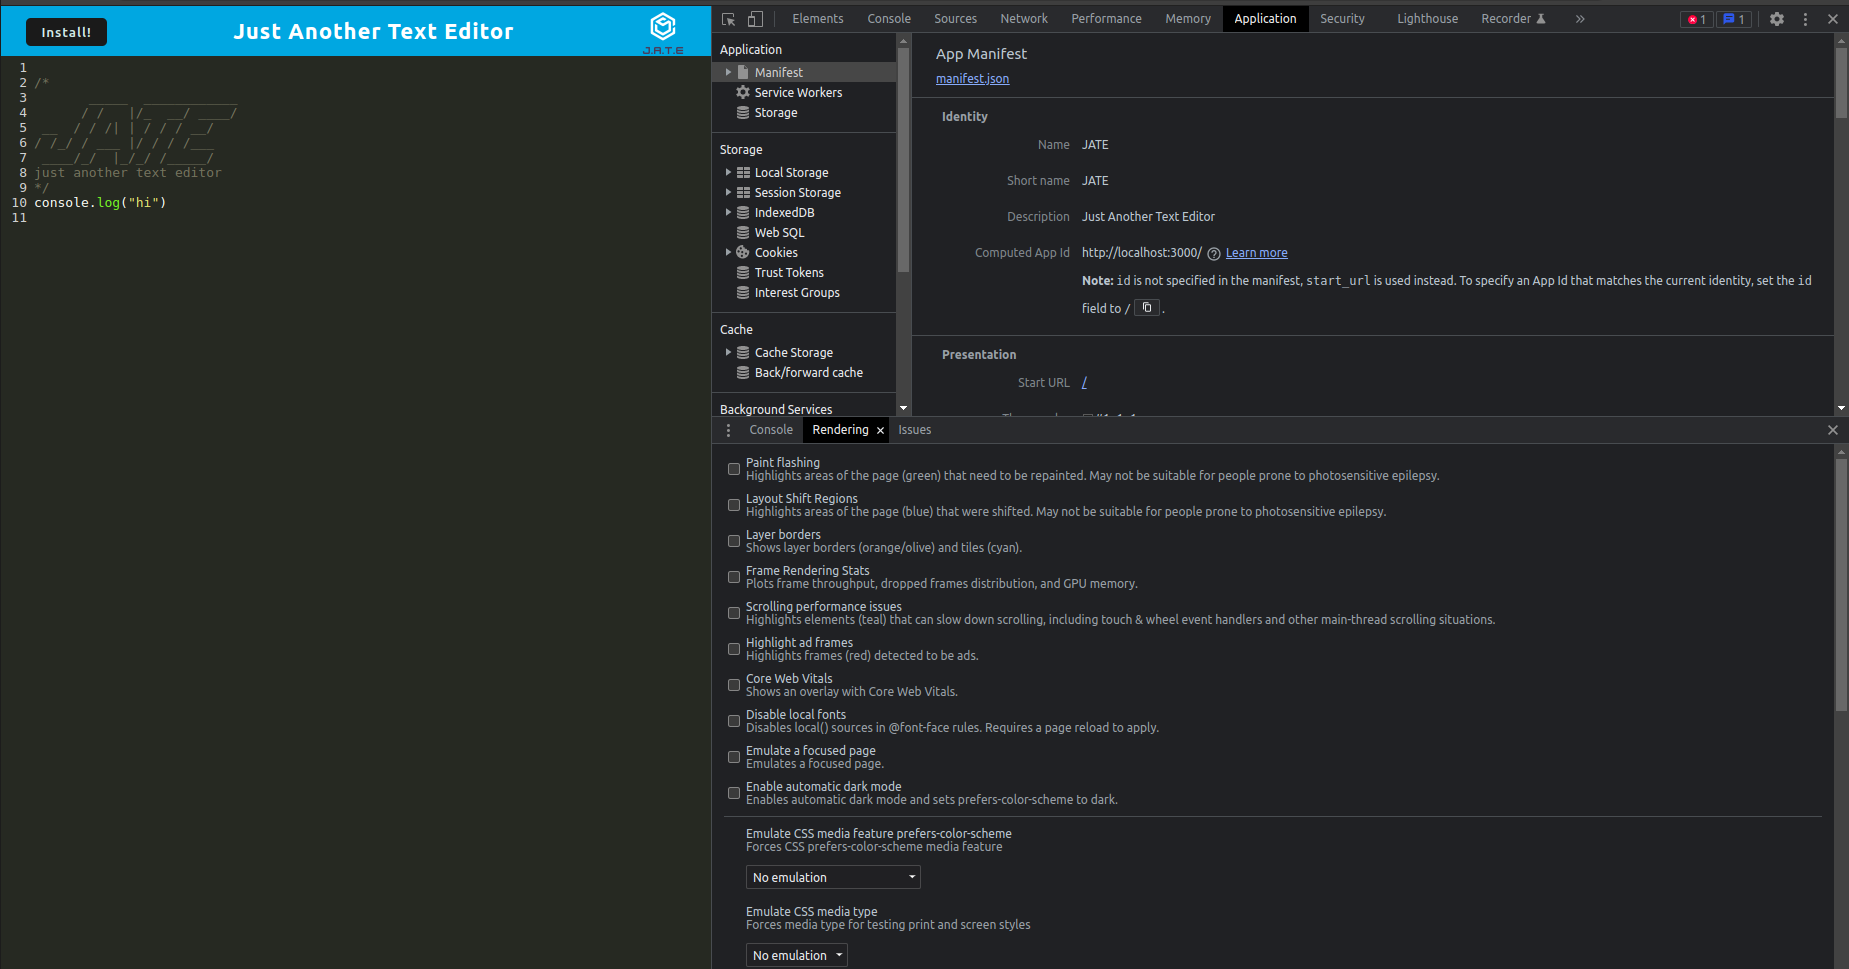 Install!
Just Another Text Editor
J.A.T.E
1
2 /*
3        _____  ____________
4       / /   |/_  __/ ____/
5  __  / / /| | / / / __/
6 / /_/ / ___ |/ / / /___
7  ____/_/  |_/_/ /_____/
8 just another text editor
9 */
10 console.log("hi")
11
Elements Console Sources Network Performance Memory Application Security Lighthouse Recorder » 1 1
Application
Manifest
Service Workers
Storage
Storage
Local Storage
Session Storage
IndexedDB
Web SQL
Cookies
Trust Tokens
Interest Groups
Cache
Cache Storage
Back/forward cache
Background Services
App Manifest
manifest.json
Identity
Name JATE
Short name JATE
Description Just Another Text Editor
Computed App Id http://localhost:3000/ Learn more
Note: id is not specified in the manifest, start_url is used instead. To specify an App Id that matches the current identity, set the id
field to / .
Presentation
Start URL /
Console Rendering Issues
Paint flashing
Highlights areas of the page (green) that need to be repainted. May not be suitable for people prone to photosensitive epilepsy.
Layout Shift Regions
Highlights areas of the page (blue) that were shifted. May not be suitable for people prone to photosensitive epilepsy.
Layer borders
Shows layer borders (orange/olive) and tiles (cyan).
Frame Rendering Stats
Plots frame throughput, dropped frames distribution, and GPU memory.
Scrolling performance issues
Highlights elements (teal) that can slow down scrolling, including touch & wheel event handlers and other main-thread scrolling situations.
Highlight ad frames
Highlights frames (red) detected to be ads.
Core Web Vitals
Shows an overlay with Core Web Vitals.
Disable local fonts
Disables local() sources in @font-face rules. Requires a page reload to apply.
Emulate a focused page
Emulates a focused page.
Enable automatic dark mode
Enables automatic dark mode and sets prefers-color-scheme to dark.
Emulate CSS media feature prefers-color-scheme
Forces CSS prefers-color-scheme media feature
No emulation
Emulate CSS media type
Forces media type for testing print and screen styles
No emulation